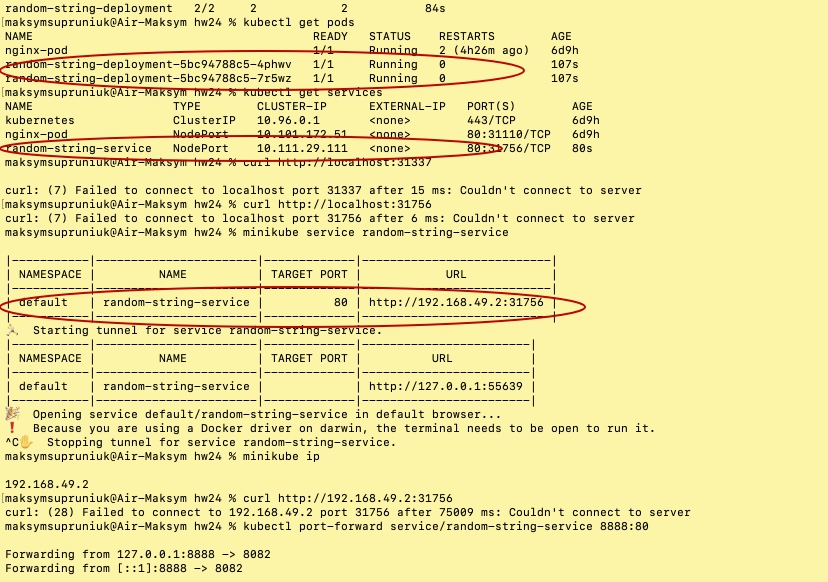 random-string-deployment   2/2     2            2           84s
maksymsupruniuk@Air-Maksym hw24 % kubectl get pods
NAME                                        READY   STATUS    RESTARTS        AGE
nginx-pod                                   1/1     Running   2 (4h26m ago)   6d9h
random-string-deployment-5bc94788c5-4phwv   1/1     Running   0               107s
random-string-deployment-5bc94788c5-7r5wz   1/1     Running   0               107s
maksymsupruniuk@Air-Maksym hw24 % kubectl get services
NAME                    TYPE        CLUSTER-IP      EXTERNAL-IP   PORT(S)        AGE
kubernetes              ClusterIP   10.96.0.1       <none>        443/TCP        6d9h
nginx-pod               NodePort    10.101.172.51   <none>        80:31110/TCP   6d9h
random-string-service   NodePort    10.111.29.111   <none>        80:31756/TCP   80s
maksymsupruniuk@Air-Maksym hw24 % curl http://localhost:31337
curl: (7) Failed to connect to localhost port 31337 after 15 ms: Couldn't connect to server
maksymsupruniuk@Air-Maksym hw24 % curl http://localhost:31756
curl: (7) Failed to connect to localhost port 31756 after 6 ms: Couldn't connect to server
maksymsupruniuk@Air-Maksym hw24 % minikube service random-string-service
| NAMESPACE | NAME | TARGET PORT | URL |
| default | random-string-service | 80 | http://192.168.49.2:31756 |
🏃 Starting tunnel for service random-string-service.
| NAMESPACE | NAME | TARGET PORT | URL |
| default | random-string-service | | http://127.0.0.1:55639 |
🎉 Opening service default/random-string-service in default browser...
❗ Because you are using a Docker driver on darwin, the terminal needs to be open to run it.
^C✋ Stopping tunnel for service random-string-service.
maksymsupruniuk@Air-Maksym hw24 % minikube ip
192.168.49.2
maksymsupruniuk@Air-Maksym hw24 % curl http://192.168.49.2:31756
curl: (28) Failed to connect to 192.168.49.2 port 31756 after 75009 ms: Couldn't connect to server
maksymsupruniuk@Air-Maksym hw24 % kubectl port-forward service/random-string-service 8888:80
Forwarding from 127.0.0.1:8888 -> 8082
Forwarding from [::1]:8888 -> 8082